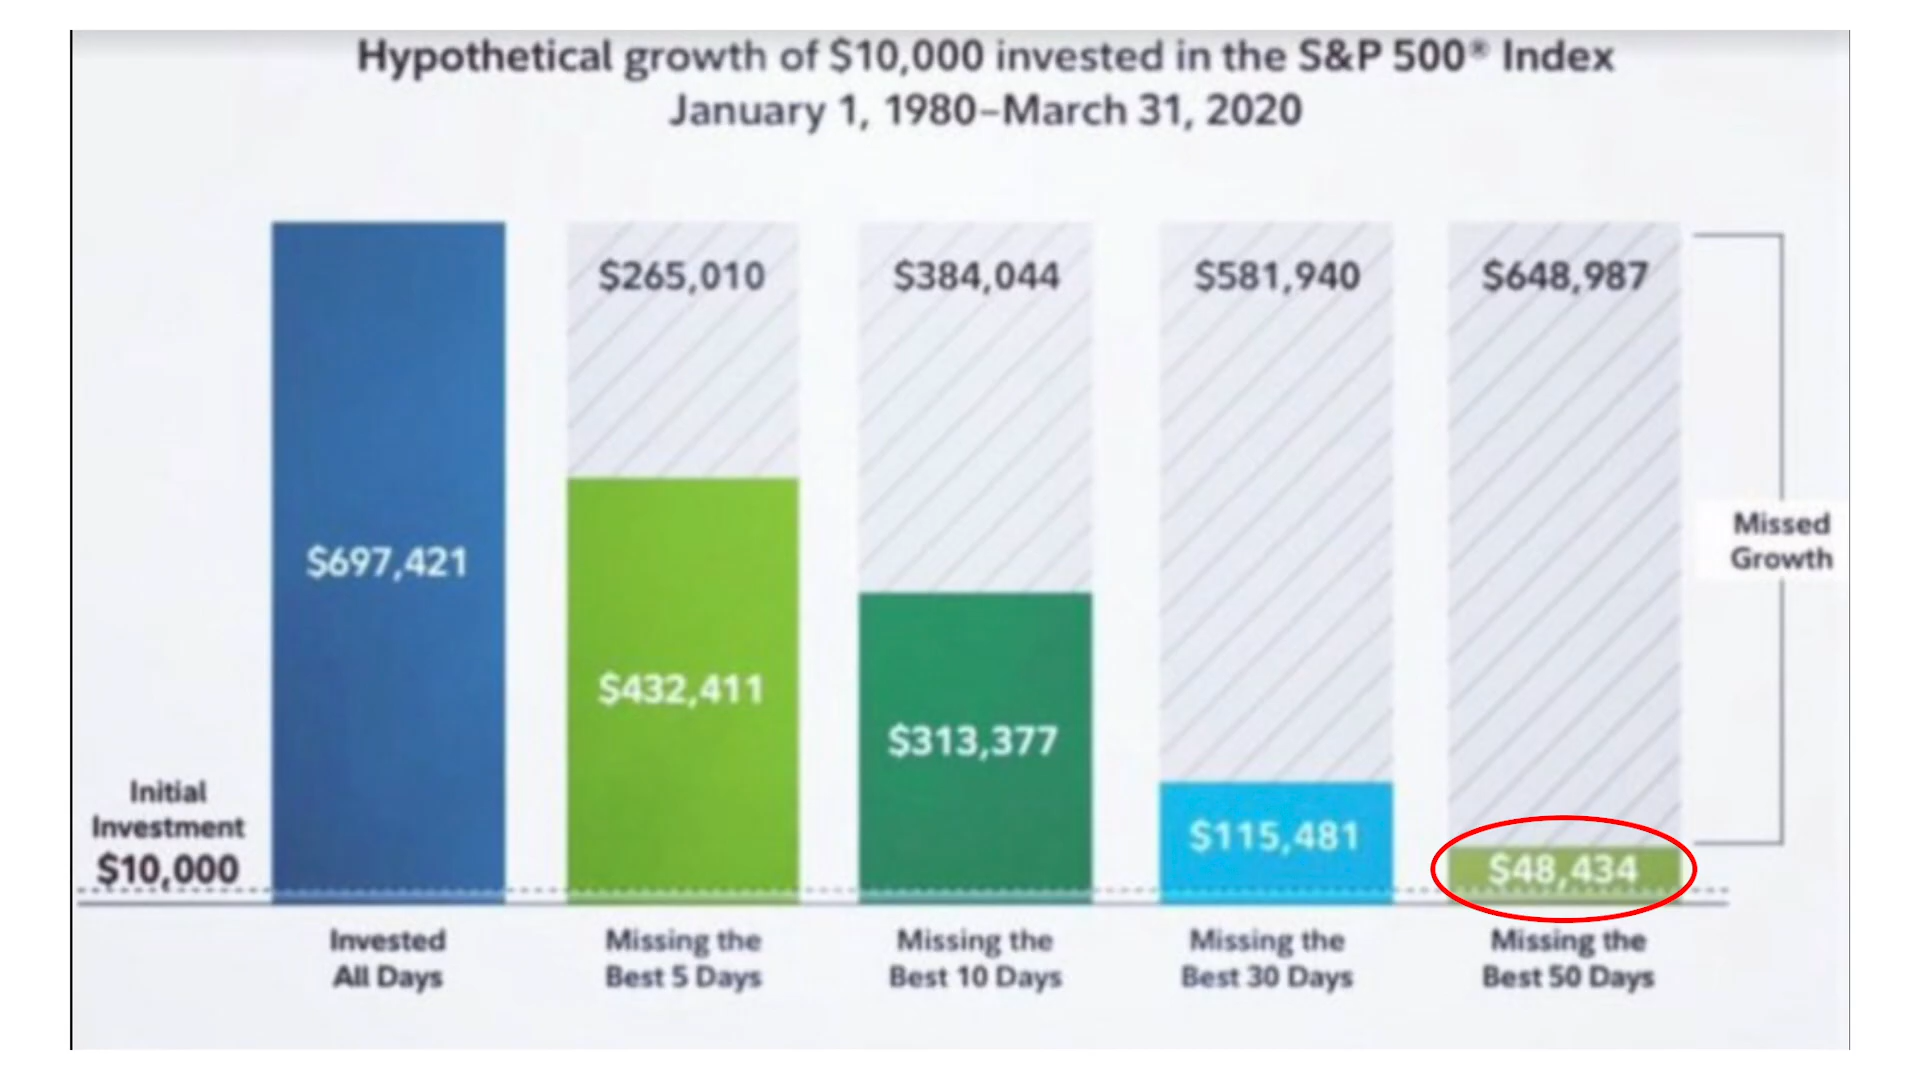 Hypothetical growth of $10,000 invested in the S&P 500® Index
January 1, 1980–March 31, 2020
$265,010
$384,044
$581,940
$648,987
$697,421
$432,411
$313,377
$115,481
$48,434
Missed
Growth
Initial
Investment
$10,000
Invested
All Days
Missing the
Best 5 Days
Missing the
Best 10 Days
Missing the
Best 30 Days
Missing the
Best 50 Days